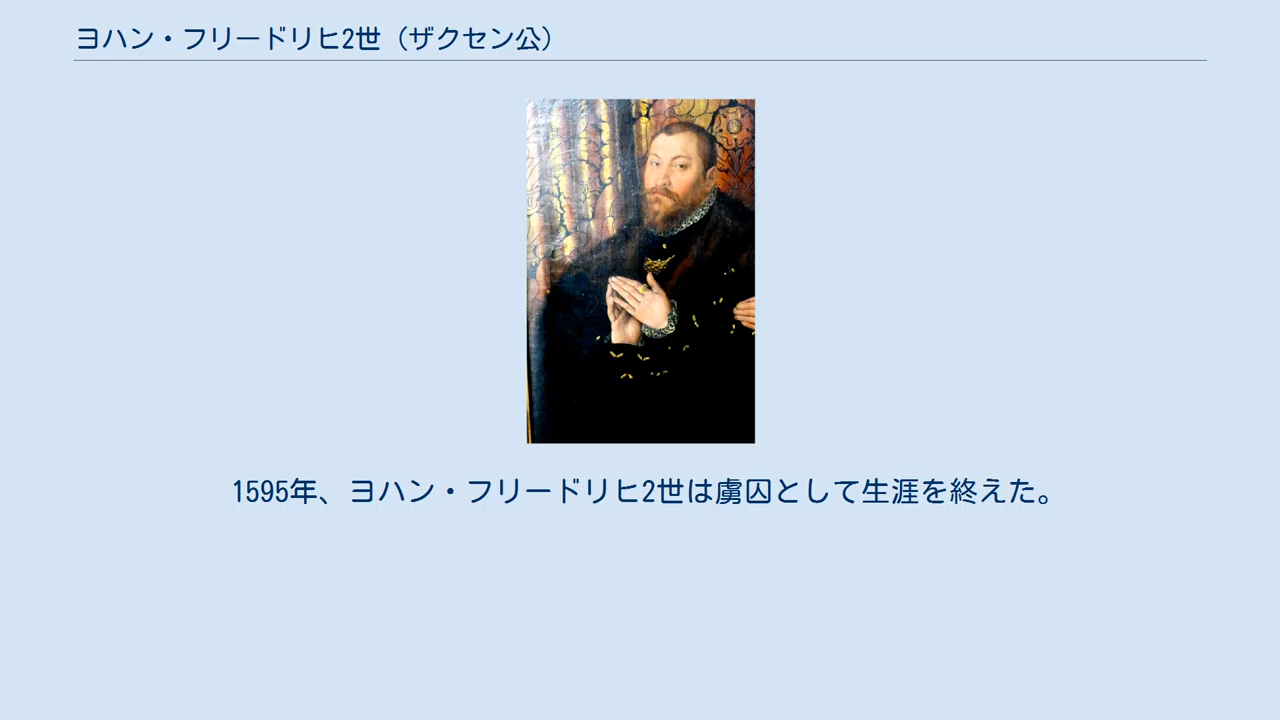 ヨハン・フリードリヒ2世（ザクセン公）
1595年、ヨハン・フリードリヒ2世は虜囚として生涯を終えた。